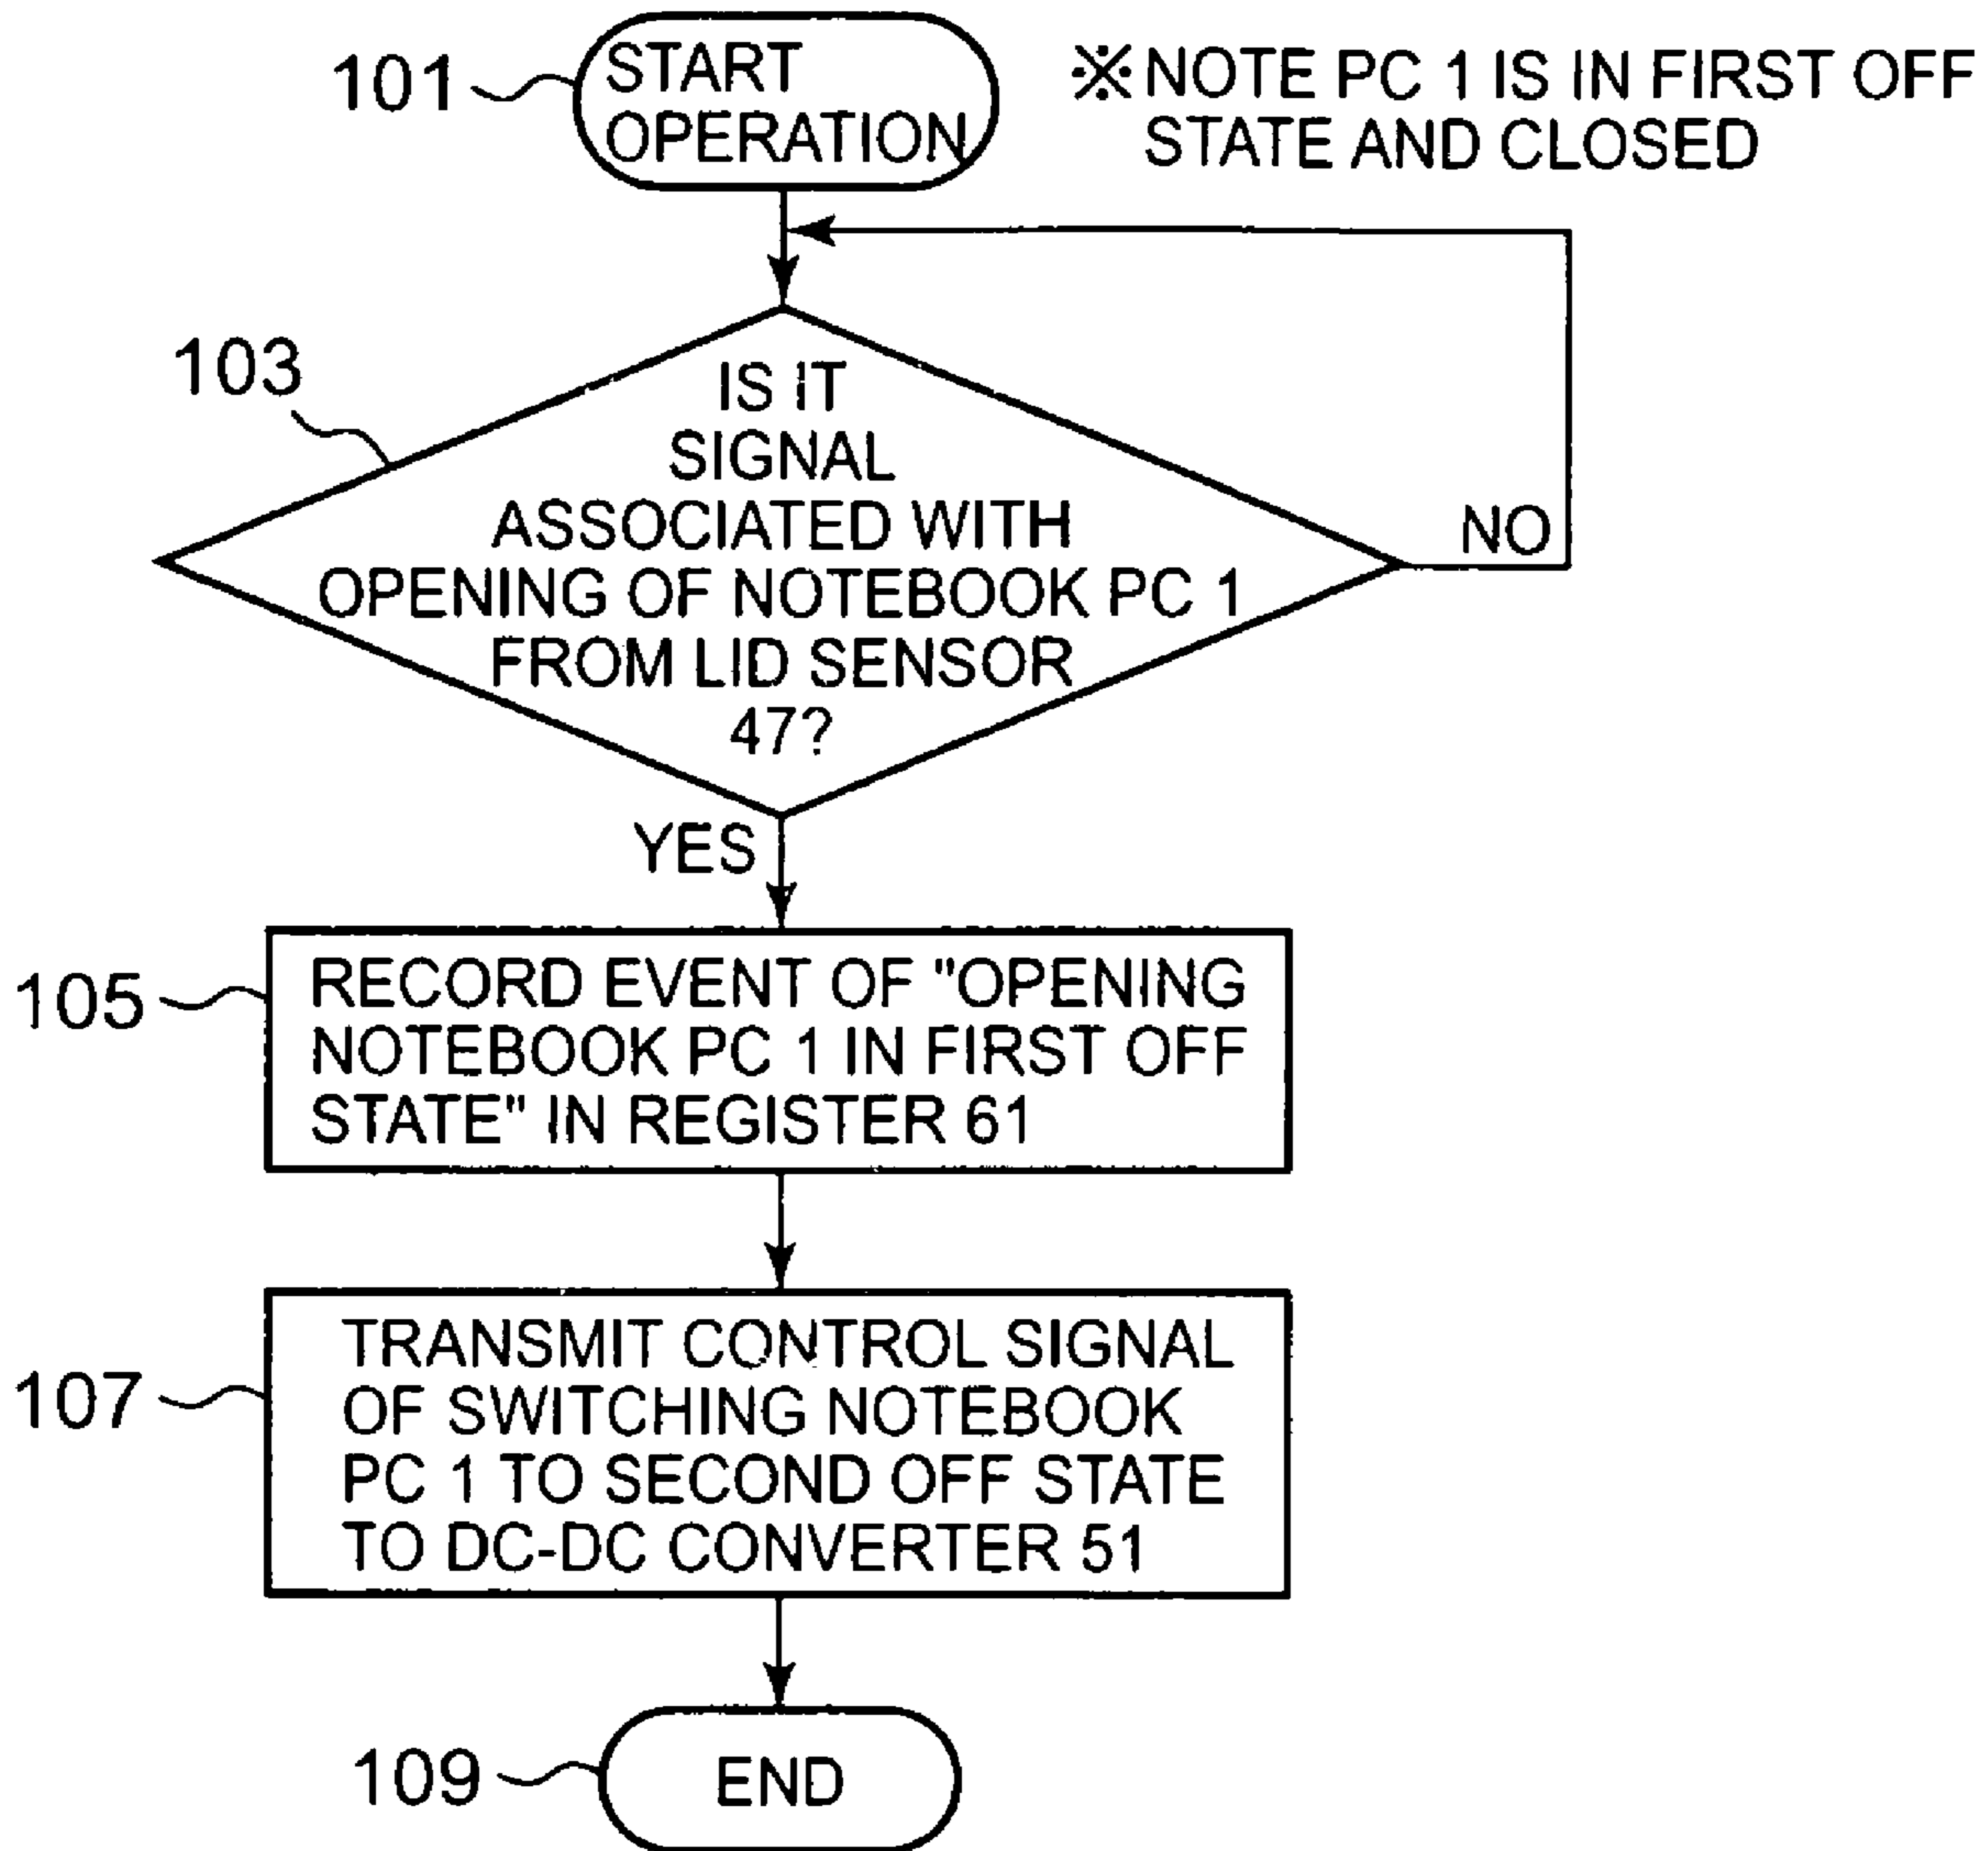 101
START
OPERATION
※ NOTE PC 1 IS IN FIRST OFF
STATE AND CLOSED
103
IS IT
SIGNAL
ASSOCIATED WITH
OPENING OF NOTEBOOK PC 1
FROM LID SENSOR
47?
NO
YES
105
RECORD EVENT OF "OPENING
NOTEBOOK PC 1 IN FIRST OFF
STATE" IN REGISTER 61
107
TRANSMIT CONTROL SIGNAL
OF SWITCHING NOTEBOOK
PC 1 TO SECOND OFF STATE
TO DC-DC CONVERTER 51
109
END